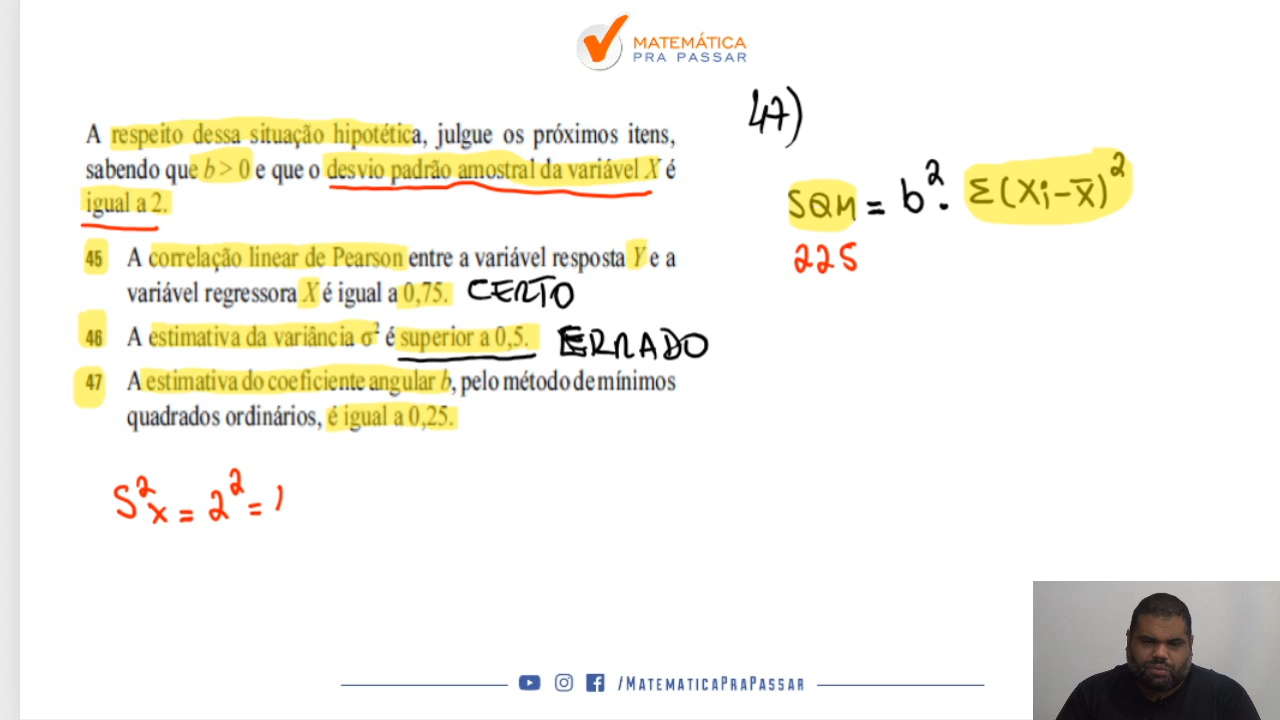 MATEMÁTICA
PRA PASSAR
A respeito dessa situação hipotética, julgue os próximos itens,
sabendo que b > 0 e que o desvio padrão amostral da variável X é
igual a 2.
45 A correlação linear de Pearson entre a variável resposta Y e a
variável regressora X é igual a 0,75. CERTO
46 A estimativa da variância σ² é superior a 0,5. ERRADO
47 A estimativa do coeficiente angular b, pelo método de mínimos
quadrados ordinários, é igual a 0,25.
S²x = 2² =
47)
SQM = b² · Σ(Xi - X̄)²
225
/MATEMATICAPRAPASSAR